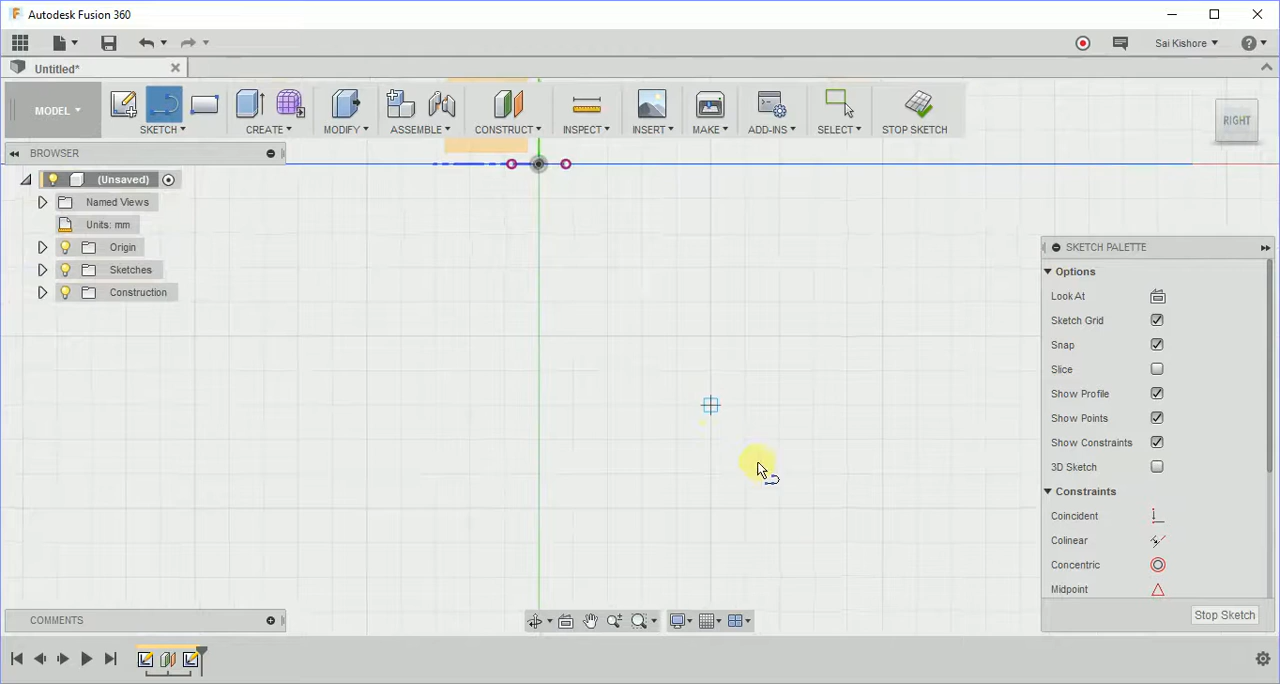 Autodesk Fusion 360
Sai Kishore
Untitled*
MODEL
SKETCH
CREATE
MODIFY
ASSEMBLE
CONSTRUCT
INSPECT
INSERT
MAKE
ADD-INS
SELECT
STOP SKETCH
RIGHT
BROWSER
(Unsaved)
Named Views
Units: mm
Origin
Sketches
Construction
SKETCH PALETTE
Options
Look At
Sketch Grid
Snap
Slice
Show Profile
Show Points
Show Constraints
3D Sketch
Constraints
Coincident
Colinear
Concentric
Midpoint
Stop Sketch
COMMENTS